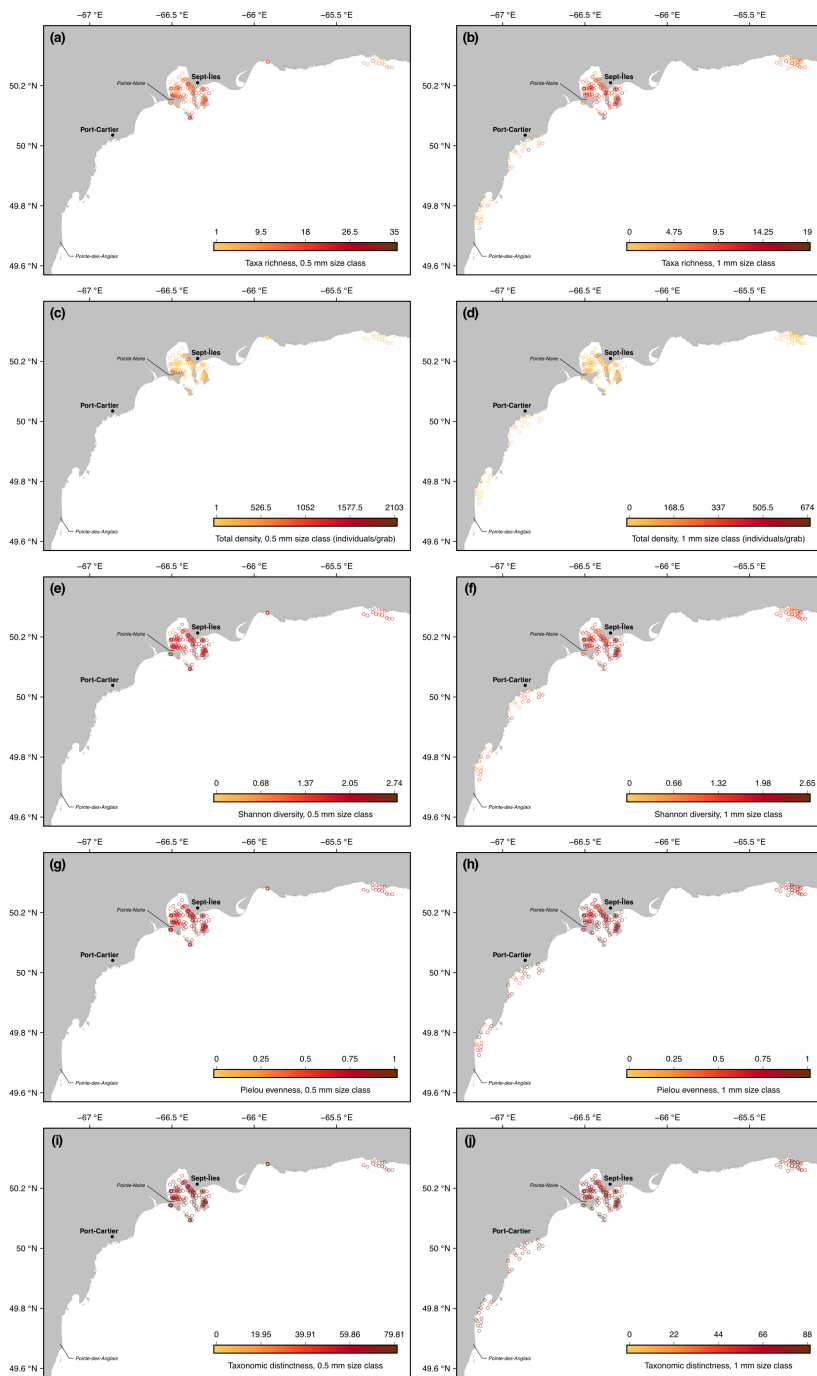 −67 °E −66.5 −66 −65.5 −67 °E −66.5 −66 −65.5
(a) (b)
Sept-Îles Sept-Îles
50.2 Pointe-Noire 50.2 Pointe-Noire
Port-Cartier Port-Cartier
50 °N 50 °N
49.8 49.8
1 9.5 18 26.5 35 0 4.75 9.5 14.25 19
Pointe-des-Anglais Taxa richness, 0.5 mm size class Pointe-des-Anglais Taxa richness, 1 mm size class
49.6 49.6
−67 °E −66.5 −66 −65.5 −67 °E −66.5 −66 −65.5
(c) (d)
Sept-Îles Sept-Îles
50.2 Pointe-Noire 50.2 Pointe-Noire
Port-Cartier Port-Cartier
50 °N 50 °N
49.8 49.8
1 526.5 1052 1577.5 2103 0 168.5 337 505.5 674
Pointe-des-Anglais Total density, 0.5 mm size class (individuals/grab) Pointe-des-Anglais Total density, 1 mm size class (individuals/grab)
49.6 49.6
−67 °E −66.5 −66 −65.5 −67 °E −66.5 −66 −65.5
(e) (f)
Sept-Îles Sept-Îles
50.2 Pointe-Noire 50.2 Pointe-Noire
Port-Cartier Port-Cartier
50 °N 50 °N
49.8 49.8
0 0.68 1.37 2.05 2.74 0 0.66 1.32 1.98 2.65
Pointe-des-Anglais Shannon diversity, 0.5 mm size class Pointe-des-Anglais Shannon diversity, 1 mm size class
49.6 49.6
−67 °E −66.5 −66 −65.5 −67 °E −66.5 −66 −65.5
(g) (h)
Sept-Îles Sept-Îles
50.2 Pointe-Noire 50.2 Pointe-Noire
Port-Cartier Port-Cartier
50 °N 50 °N
49.8 49.8
0 0.25 0.5 0.75 1 0 0.25 0.5 0.75 1
Pointe-des-Anglais Pielou evenness, 0.5 mm size class Pointe-des-Anglais Pielou evenness, 1 mm size class
49.6 49.6
−67 °E −66.5 −66 −65.5 −67 °E −66.5 −66 −65.5
(i) (j)
Sept-Îles Sept-Îles
50.2 Pointe-Noire 50.2 Pointe-Noire
Port-Cartier Port-Cartier
50 °N 50 °N
49.8 49.8
0 19.95 39.91 59.86 79.81 0 22 44 66 88
Pointe-des-Anglais Taxonomic distinctness, 0.5 mm size class Pointe-des-Anglais Taxonomic distinctness, 1 mm size class
49.6 49.6